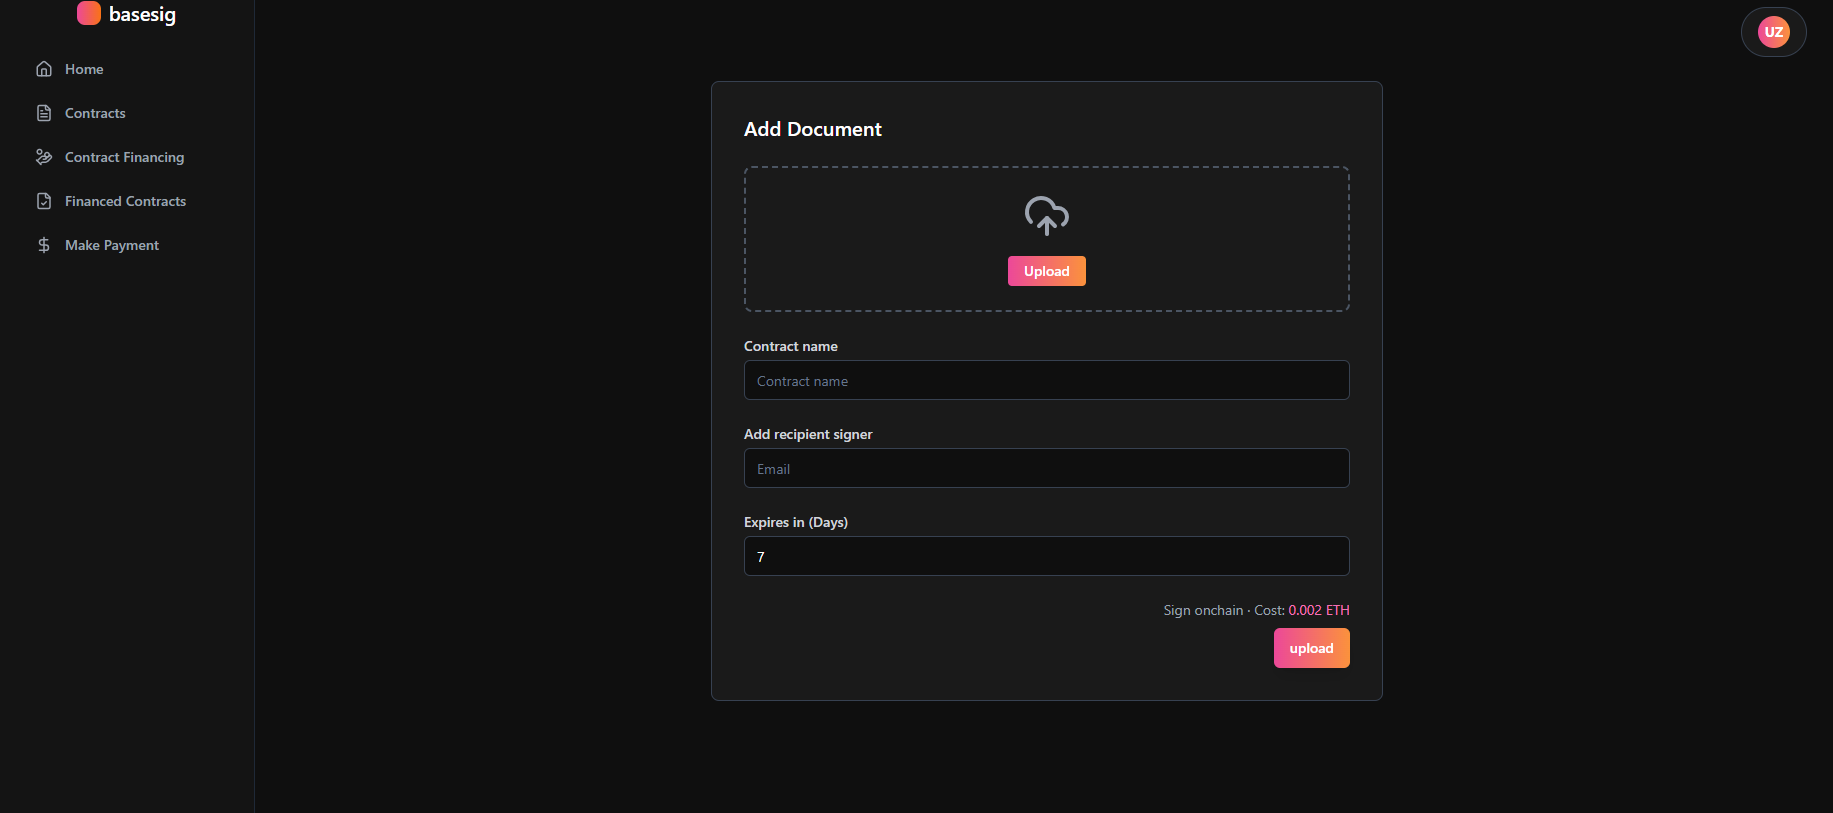 basesig
UZ
Home
Contracts
Contract Financing
Financed Contracts
Make Payment
Add Document
Upload
Contract name
Contract name
Add recipient signer
Email
Expires in (Days)
7
Sign onchain · Cost: 0.002 ETH
upload